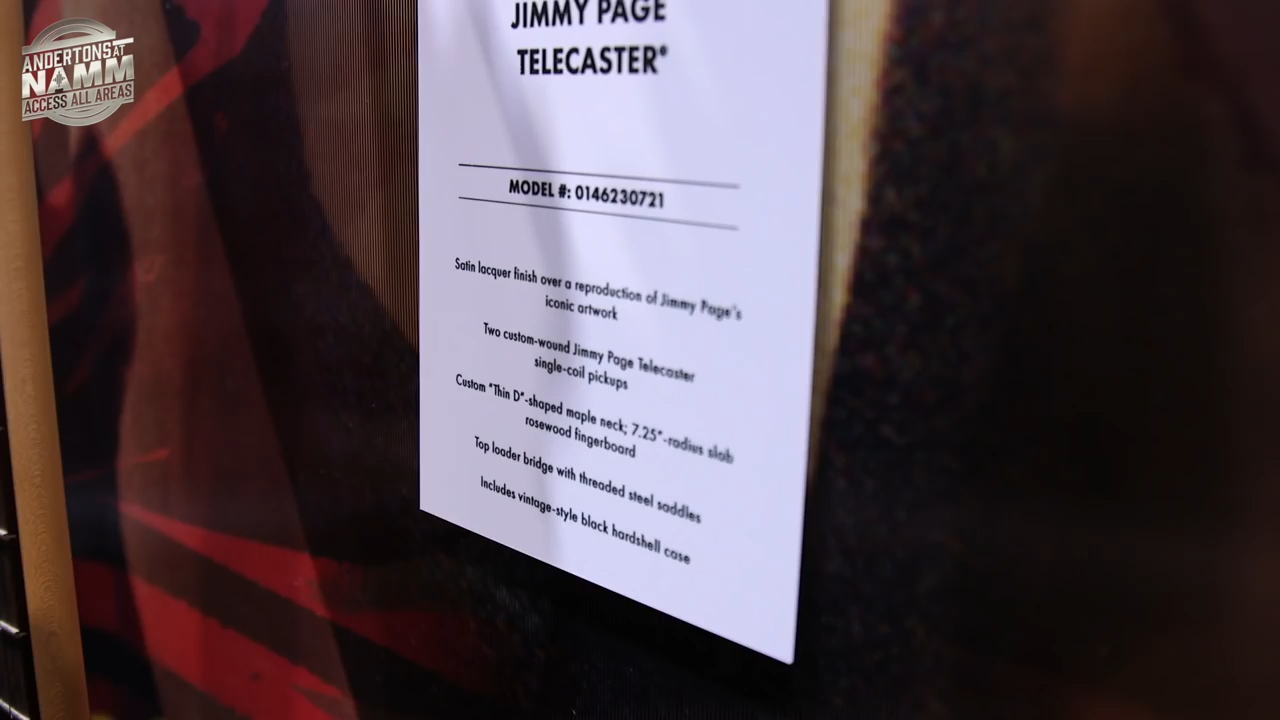 ANDERTONS AT
NAMM
ACCESS ALL AREAS
JIMMY PAGE
TELECASTER®
MODEL #: 0146230721
Satin lacquer finish over a reproduction of Jimmy Page's
iconic artwork
Two custom-wound Jimmy Page Telecaster
single-coil pickups
Custom "Thin D"-shaped maple neck; 7.25"-radius slab
rosewood fingerboard
Top loader bridge with threaded steel saddles
Includes vintage-style black hardshell case